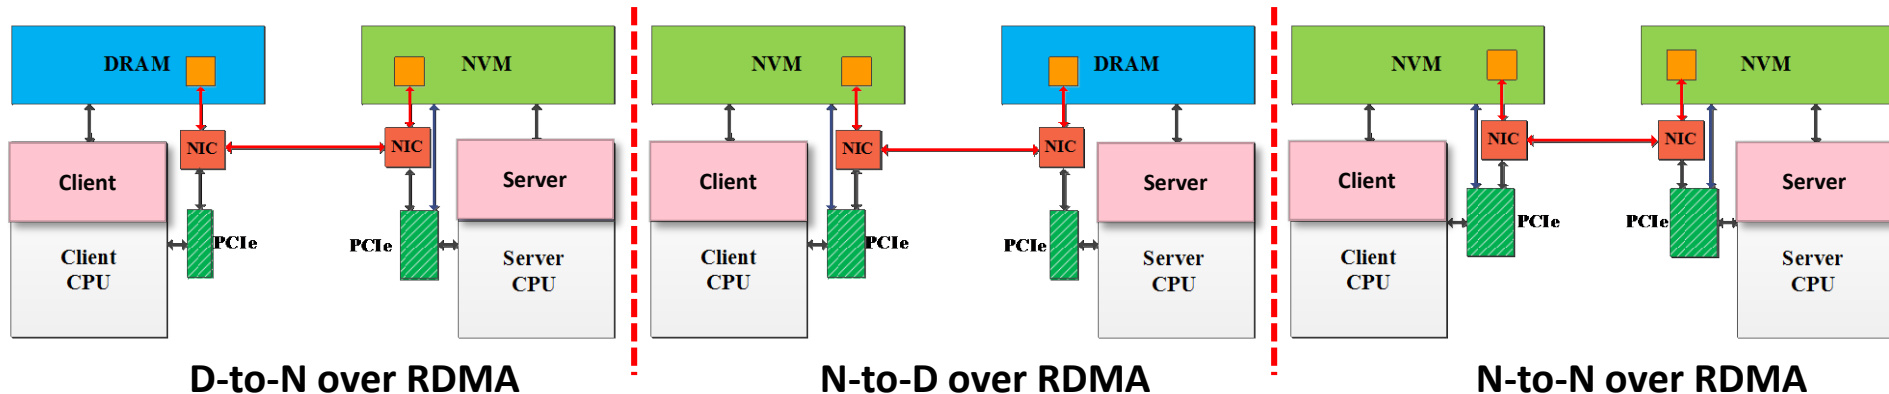 DRAM
NVM
NIC
NIC
Client
Server
PCIe
PCIe
Client
CPU
Server
CPU
D-to-N over RDMA
NVM
DRAM
NIC
NIC
Client
Server
PCIe
PCIe
Client
CPU
Server
CPU
N-to-D over RDMA
NVM
NVM
NIC
NIC
Client
Server
PCIe
PCIe
Client
CPU
Server
CPU
N-to-N over RDMA